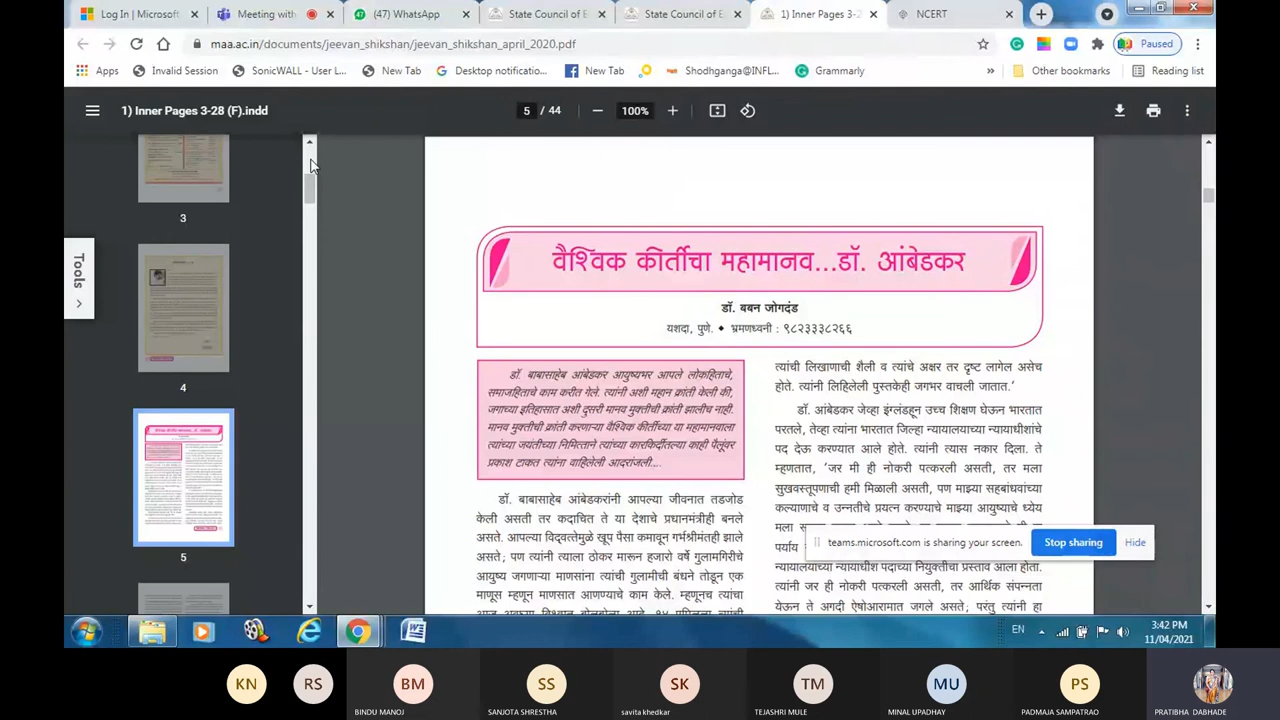 Log In | Microsoft
Meeting with
(47) WhatsApp
State Council of E
State Council of E
1) Inner Pages 3-2
NCERT
maa.ac.in/documents/jeevan_shikshan/jeevan_shikshan_april_2020.pdf
Paused
Apps
Invalid Session
SonicWALL - User L...
New Tab
Desktop notificatio...
New Tab
Shodhganga@INFL...
Grammarly
»
Other bookmarks
Reading list
1) Inner Pages 3-28 (F).indd
5 / 44
100%
3
4
5
Tools
वैश्विक कीर्तीचा महामानव...डॉ. आंबेडकर
डॉ. बबन जोगदंड
यशदा, पुणे. ◆ भ्रमणध्वनी : ९८२३३३८२६६
डॉ. बाबासाहेब आंबेडकर आयुष्यभर आपले लोकहिताचे,
समाजहिताचे काम करीत गेले. त्यांनी अशी महान क्रांती केली की,
जगाच्या इतिहासात अशी दुसरी मानव मुक्तीची क्रांती झालीच नाही.
मानव मुक्तीची क्रांती करणाऱ्या वैश्विक कीर्तीच्या या महामानवाला
त्यांच्या जयंतीच्या निमित्ताने त्यांच्या कारकिर्दीतल्या काही पैलूंवर
प्रकाश टाकत त्यांना वाहिलेली आदरांजली...
डॉ. बाबासाहेब आंबेडकरांनी आपल्या जीवनात तडजोड
केली असती तर कदाचित ते या देशाचे प्रधानमंत्रीही बनले
असते. आपल्या विद्वत्तेमुळे खूप पैसा कमावून गर्भश्रीमंतही झाले
असते; पण त्यांनी त्याला ठोकर मारून हजारो वर्षे गुलामगिरीचे
आयुष्य जगणाऱ्या माणसांना त्यांची गुलामीची बंधने तोडून एक
माणूस म्हणून माणसात आणण्याचे काम केले. म्हणूनच त्यांचा
त्यांची लिखाणाची शैली व त्यांचे अक्षर तर दृष्ट लागेल असेच
होते. त्यांनी लिहिलेली पुस्तकेही जगभर वाचली जातात.'
डॉ. आंबेडकर जेव्हा इंग्लंडहून उच्च शिक्षण घेऊन भारतात
परतले, तेव्हा त्यांना भारतात जिल्हा न्यायालयाच्या न्यायाधीशांचे
पद देऊ करण्यात आले होते. त्यांनी त्यास नकार दिला. ते
म्हणतात, 'जर मी ही नोकरी पत्करली असती, तर मला
सुखवस्तूपणाची हमी मिळाली असती, पण माझ्या सहबांधवांच्या
कल्याणाचे व उन्नतीचे प्रयत्न करण्याचे माझ्या आयुष्याचे ध्येय
मला
पर्याय
न्यायालयाच्या न्यायाधीश पदाच्या नियुक्तीचा प्रस्ताव आला होता.
त्यांनी जर ही नोकरी पत्करली असती, तर आर्थिक संपन्नता
येऊन ते अगदी ऐषोआरामात जगले असते; परंतु त्यांनी हा
teams.microsoft.com is sharing your screen.
Stop sharing
Hide
EN
3:42 PM
11/04/2021
KN
RS
BM
SS
SK
TM
MU
PS
BINDU MANOJ
SANJOTA SHRESTHA
savita khedkar
TEJASHRI MULE
MINAL UPADHAY
PADMAJA SAMPATRAO
PRATIBHA DABHADE